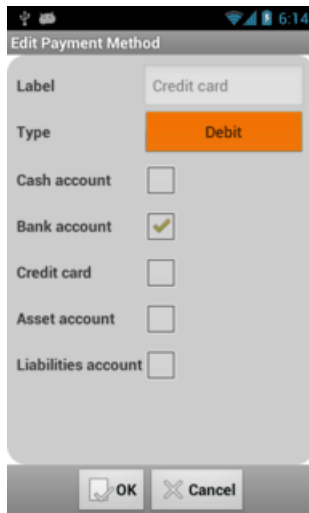 6:14
Edit Payment Method
Label Credit card
Type Debit
Cash account
Bank account
Credit card
Asset account
Liabilities account
OK Cancel